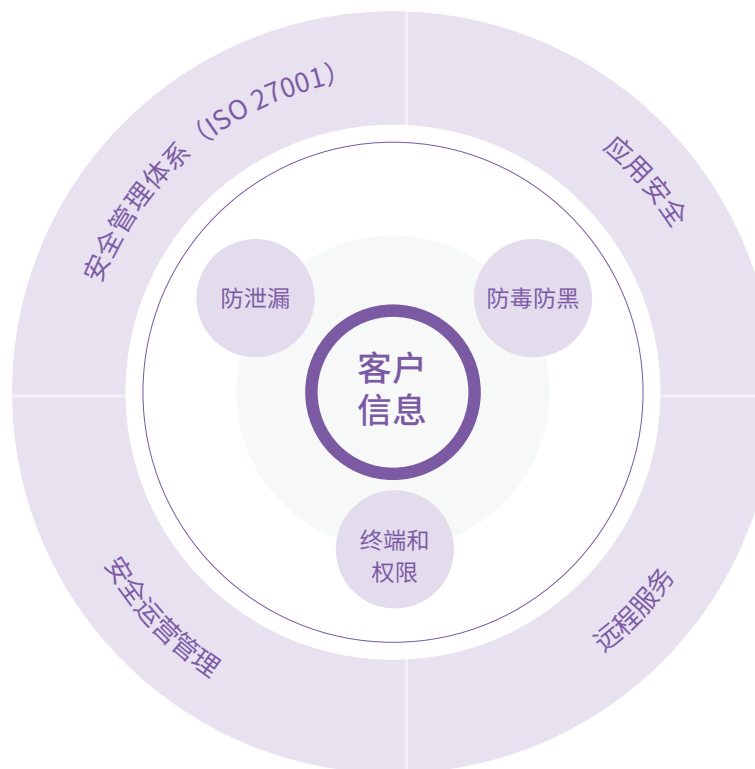 安全管理体系（ISO 27001）
应用安全
防泄漏
防毒防黑
客户
信息
终端和
权限
安全运营管理
远程服务